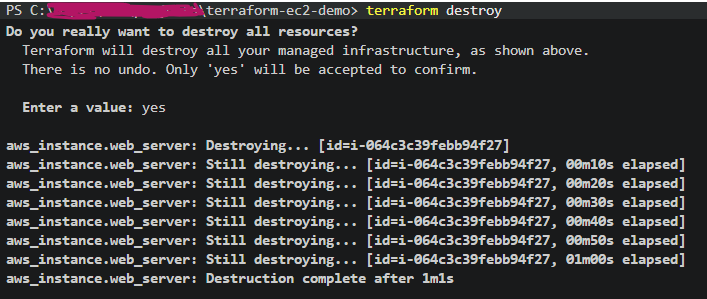 PS C:\ \terraform-ec2-demo> terraform destroy
Do you really want to destroy all resources?
  Terraform will destroy all your managed infrastructure, as shown above.
  There is no undo. Only 'yes' will be accepted to confirm.

  Enter a value: yes

aws_instance.web_server: Destroying... [id=i-064c3c39febb94f27]
aws_instance.web_server: Still destroying... [id=i-064c3c39febb94f27, 00m10s elapsed]
aws_instance.web_server: Still destroying... [id=i-064c3c39febb94f27, 00m20s elapsed]
aws_instance.web_server: Still destroying... [id=i-064c3c39febb94f27, 00m30s elapsed]
aws_instance.web_server: Still destroying... [id=i-064c3c39febb94f27, 00m40s elapsed]
aws_instance.web_server: Still destroying... [id=i-064c3c39febb94f27, 00m50s elapsed]
aws_instance.web_server: Still destroying... [id=i-064c3c39febb94f27, 01m00s elapsed]
aws_instance.web_server: Destruction complete after 1m1s